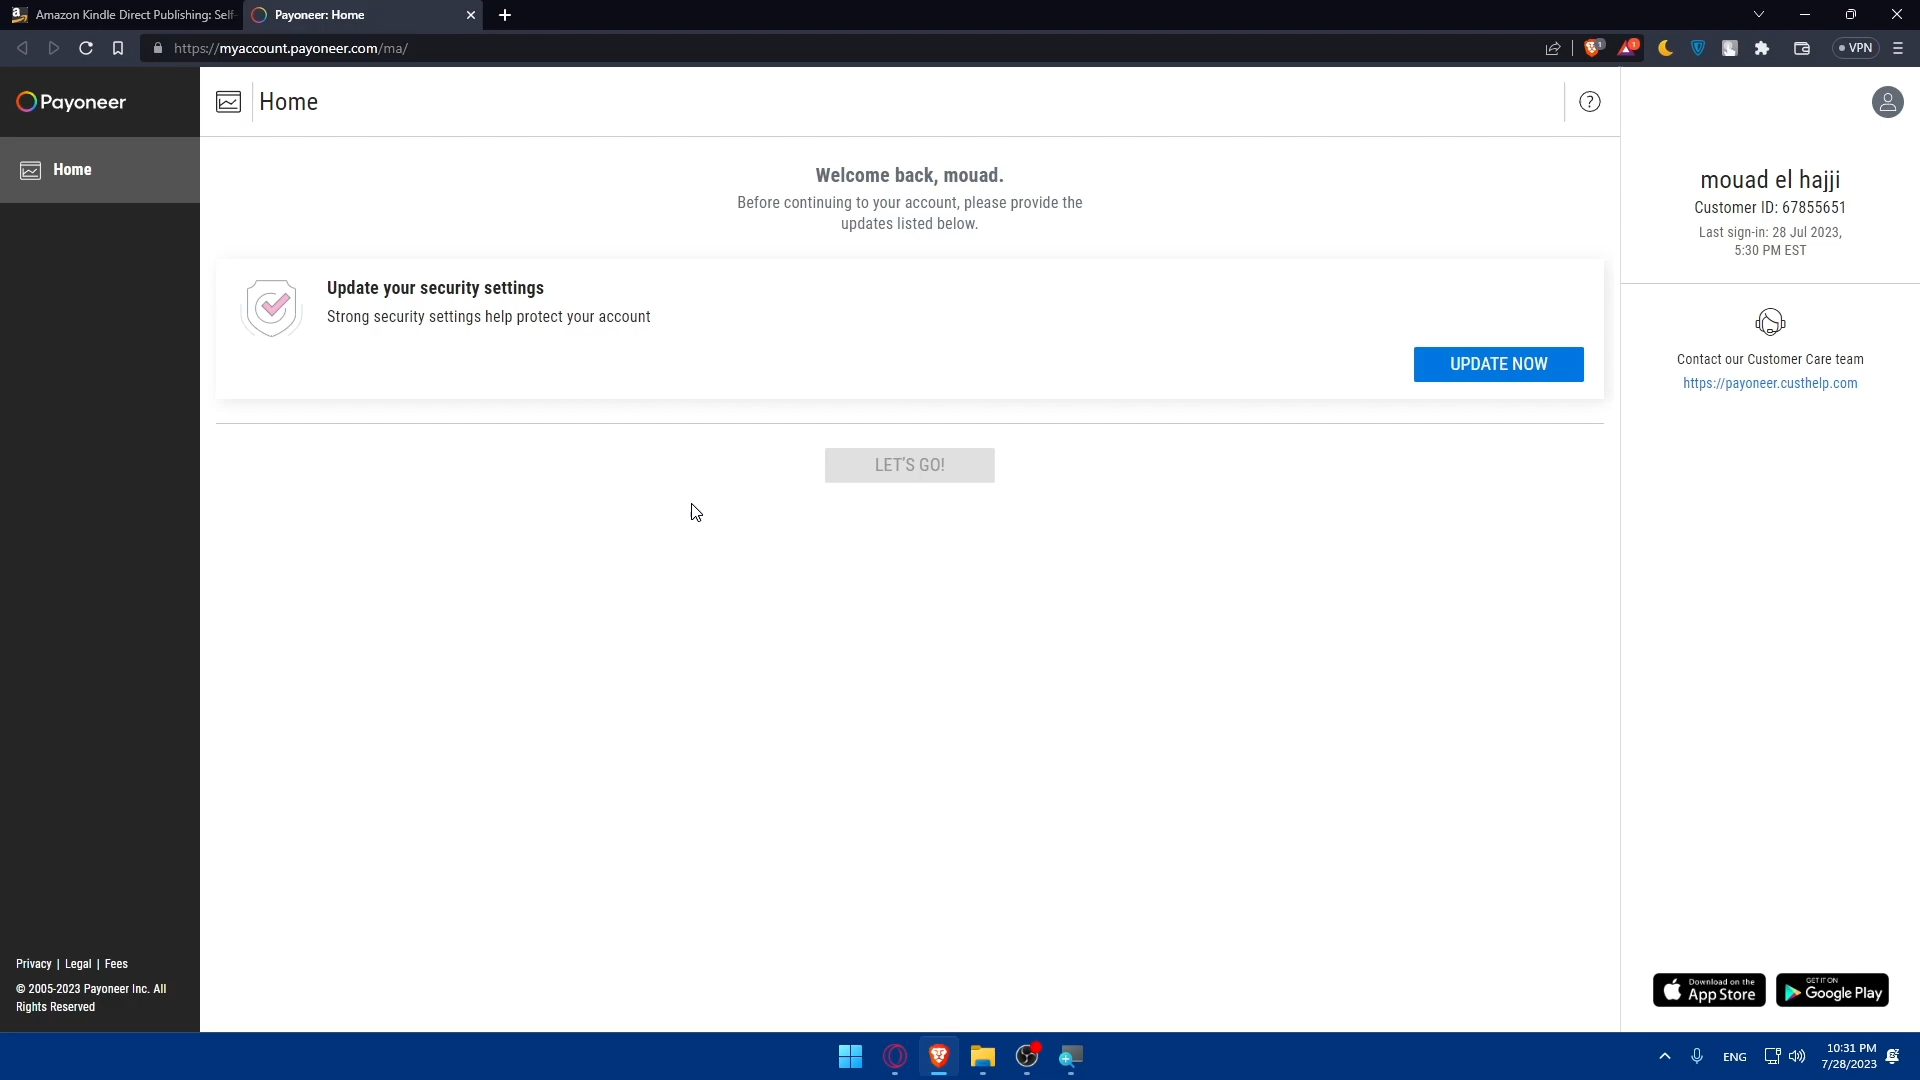 Amazon Kindle Direct Publishing: Self-
Payoneer: Home
https://myaccount.payoneer.com/ma/
1
1
VPN
Payoneer
Home
Home
Welcome back, mouad.
Before continuing to your account, please provide the
updates listed below.
Update your security settings
Strong security settings help protect your account
UPDATE NOW
LET'S GO!
?
mouad el hajji
Customer ID: 67855651
Last sign-in: 28 Jul 2023,
5:30 PM EST
Contact our Customer Care team
https://payoneer.custhelp.com
Privacy | Legal | Fees
© 2005-2023 Payoneer Inc. All
Rights Reserved
Download on the
App Store
GET IT ON
Google Play
ENG
10:31 PM
7/28/2023